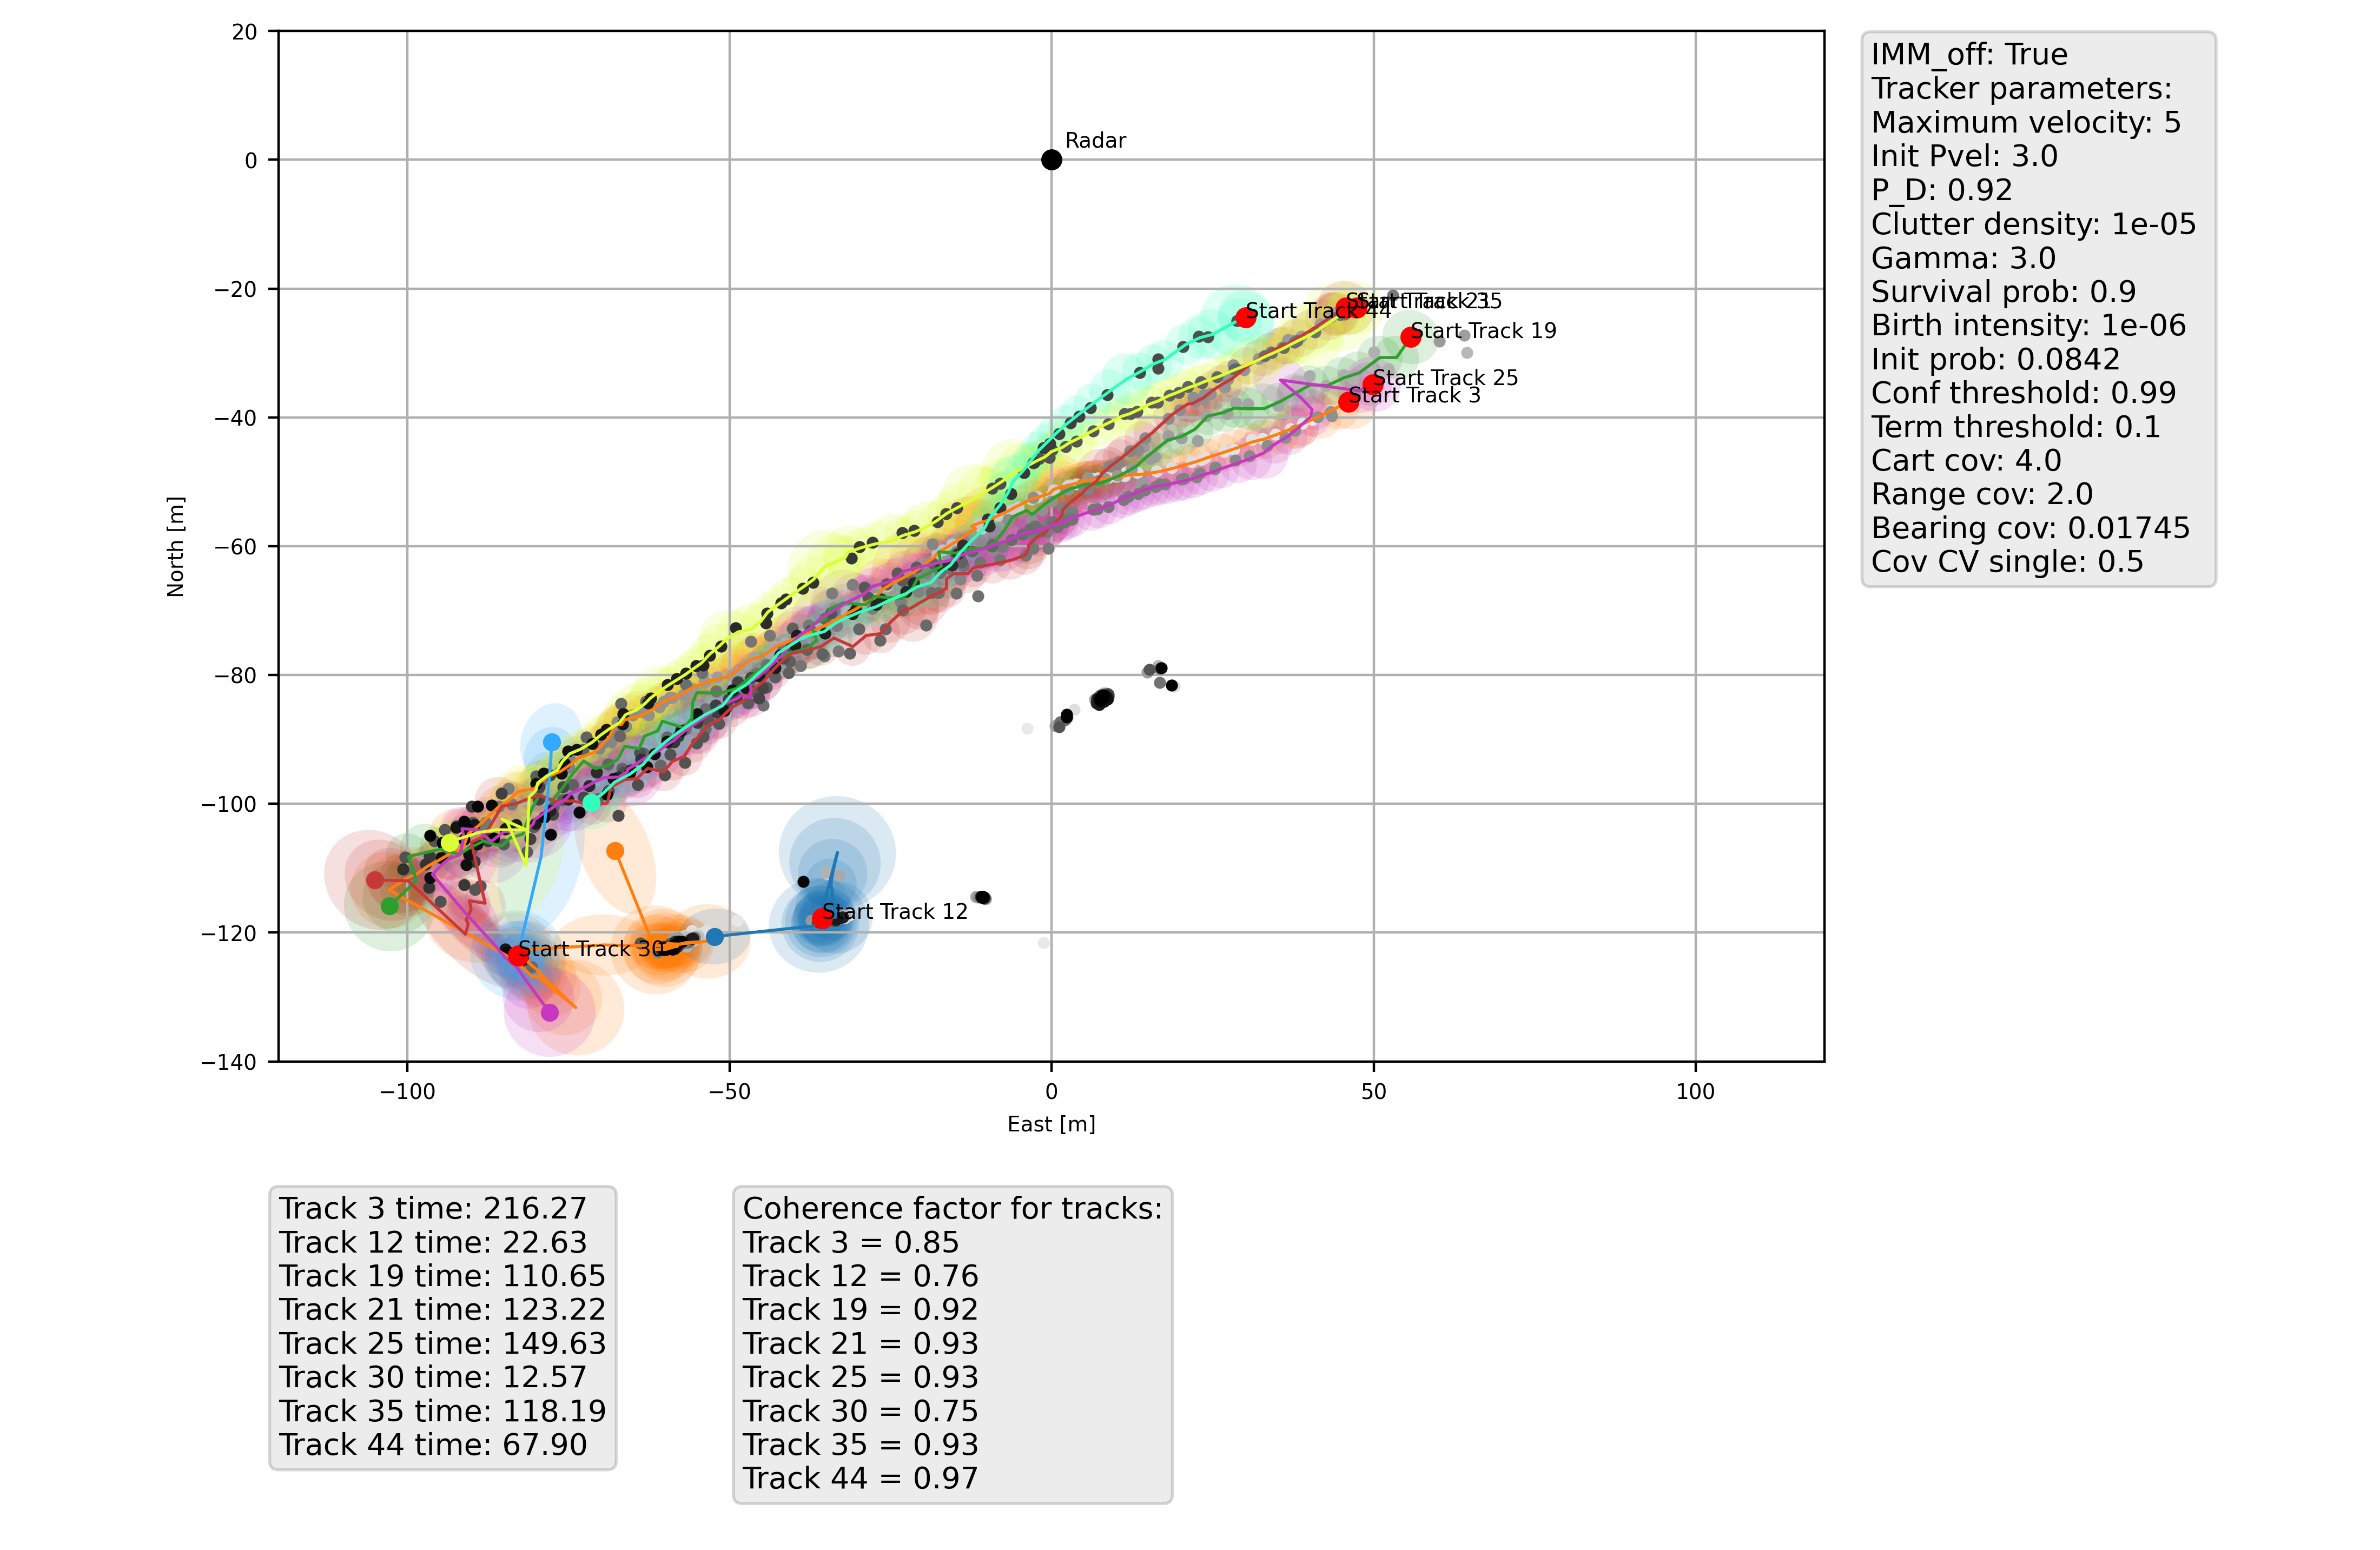 20
0
−20
−40
−60
−80
−100
−120
−140
North [m]
−100
−50
0
50
100
East [m]
Radar
Start Track 44
Start Track 21
Start Track 35
Start Track 19
Start Track 25
Start Track 3
Start Track 12
Start Track 30
IMM_off: True
Tracker parameters:
Maximum velocity: 5
Init Pvel: 3.0
P_D: 0.92
Clutter density: 1e-05
Gamma: 3.0
Survival prob: 0.9
Birth intensity: 1e-06
Init prob: 0.0842
Conf threshold: 0.99
Term threshold: 0.1
Cart cov: 4.0
Range cov: 2.0
Bearing cov: 0.01745
Cov CV single: 0.5
Track 3 time: 216.27
Track 12 time: 22.63
Track 19 time: 110.65
Track 21 time: 123.22
Track 25 time: 149.63
Track 30 time: 12.57
Track 35 time: 118.19
Track 44 time: 67.90
Coherence factor for tracks:
Track 3 = 0.85
Track 12 = 0.76
Track 19 = 0.92
Track 21 = 0.93
Track 25 = 0.93
Track 30 = 0.75
Track 35 = 0.93
Track 44 = 0.97